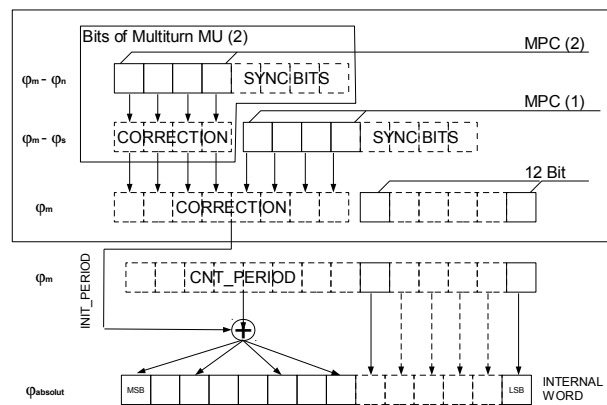 Bits of Multiturn MU (2)
MPC (2)
φm - φn
SYNC BITS
MPC (1)
φm - φs
CORRECTION
SYNC BITS
12 Bit
φm
CORRECTION
INIT_PERIOD
φm
CNT_PERIOD
+
φabsolut
MSB
LSB
INTERNAL
WORD